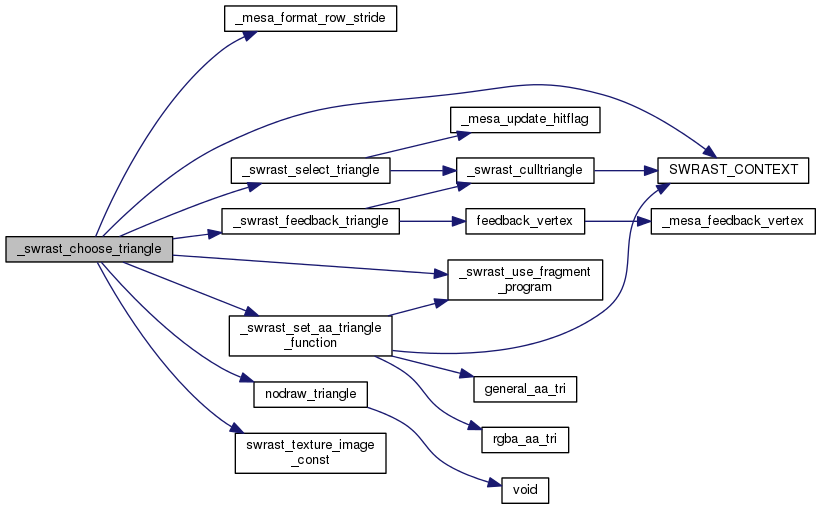 _mesa_format_row_stride
_mesa_update_hitflag
_swrast_select_triangle
_swrast_culltriangle
SWRAST_CONTEXT
_swrast_feedback_triangle
feedback_vertex
_mesa_feedback_vertex
_swrast_choose_triangle
_swrast_use_fragment
_program
_swrast_set_aa_triangle
_function
general_aa_tri
nodraw_triangle
rgba_aa_tri
swrast_texture_image
_const
void